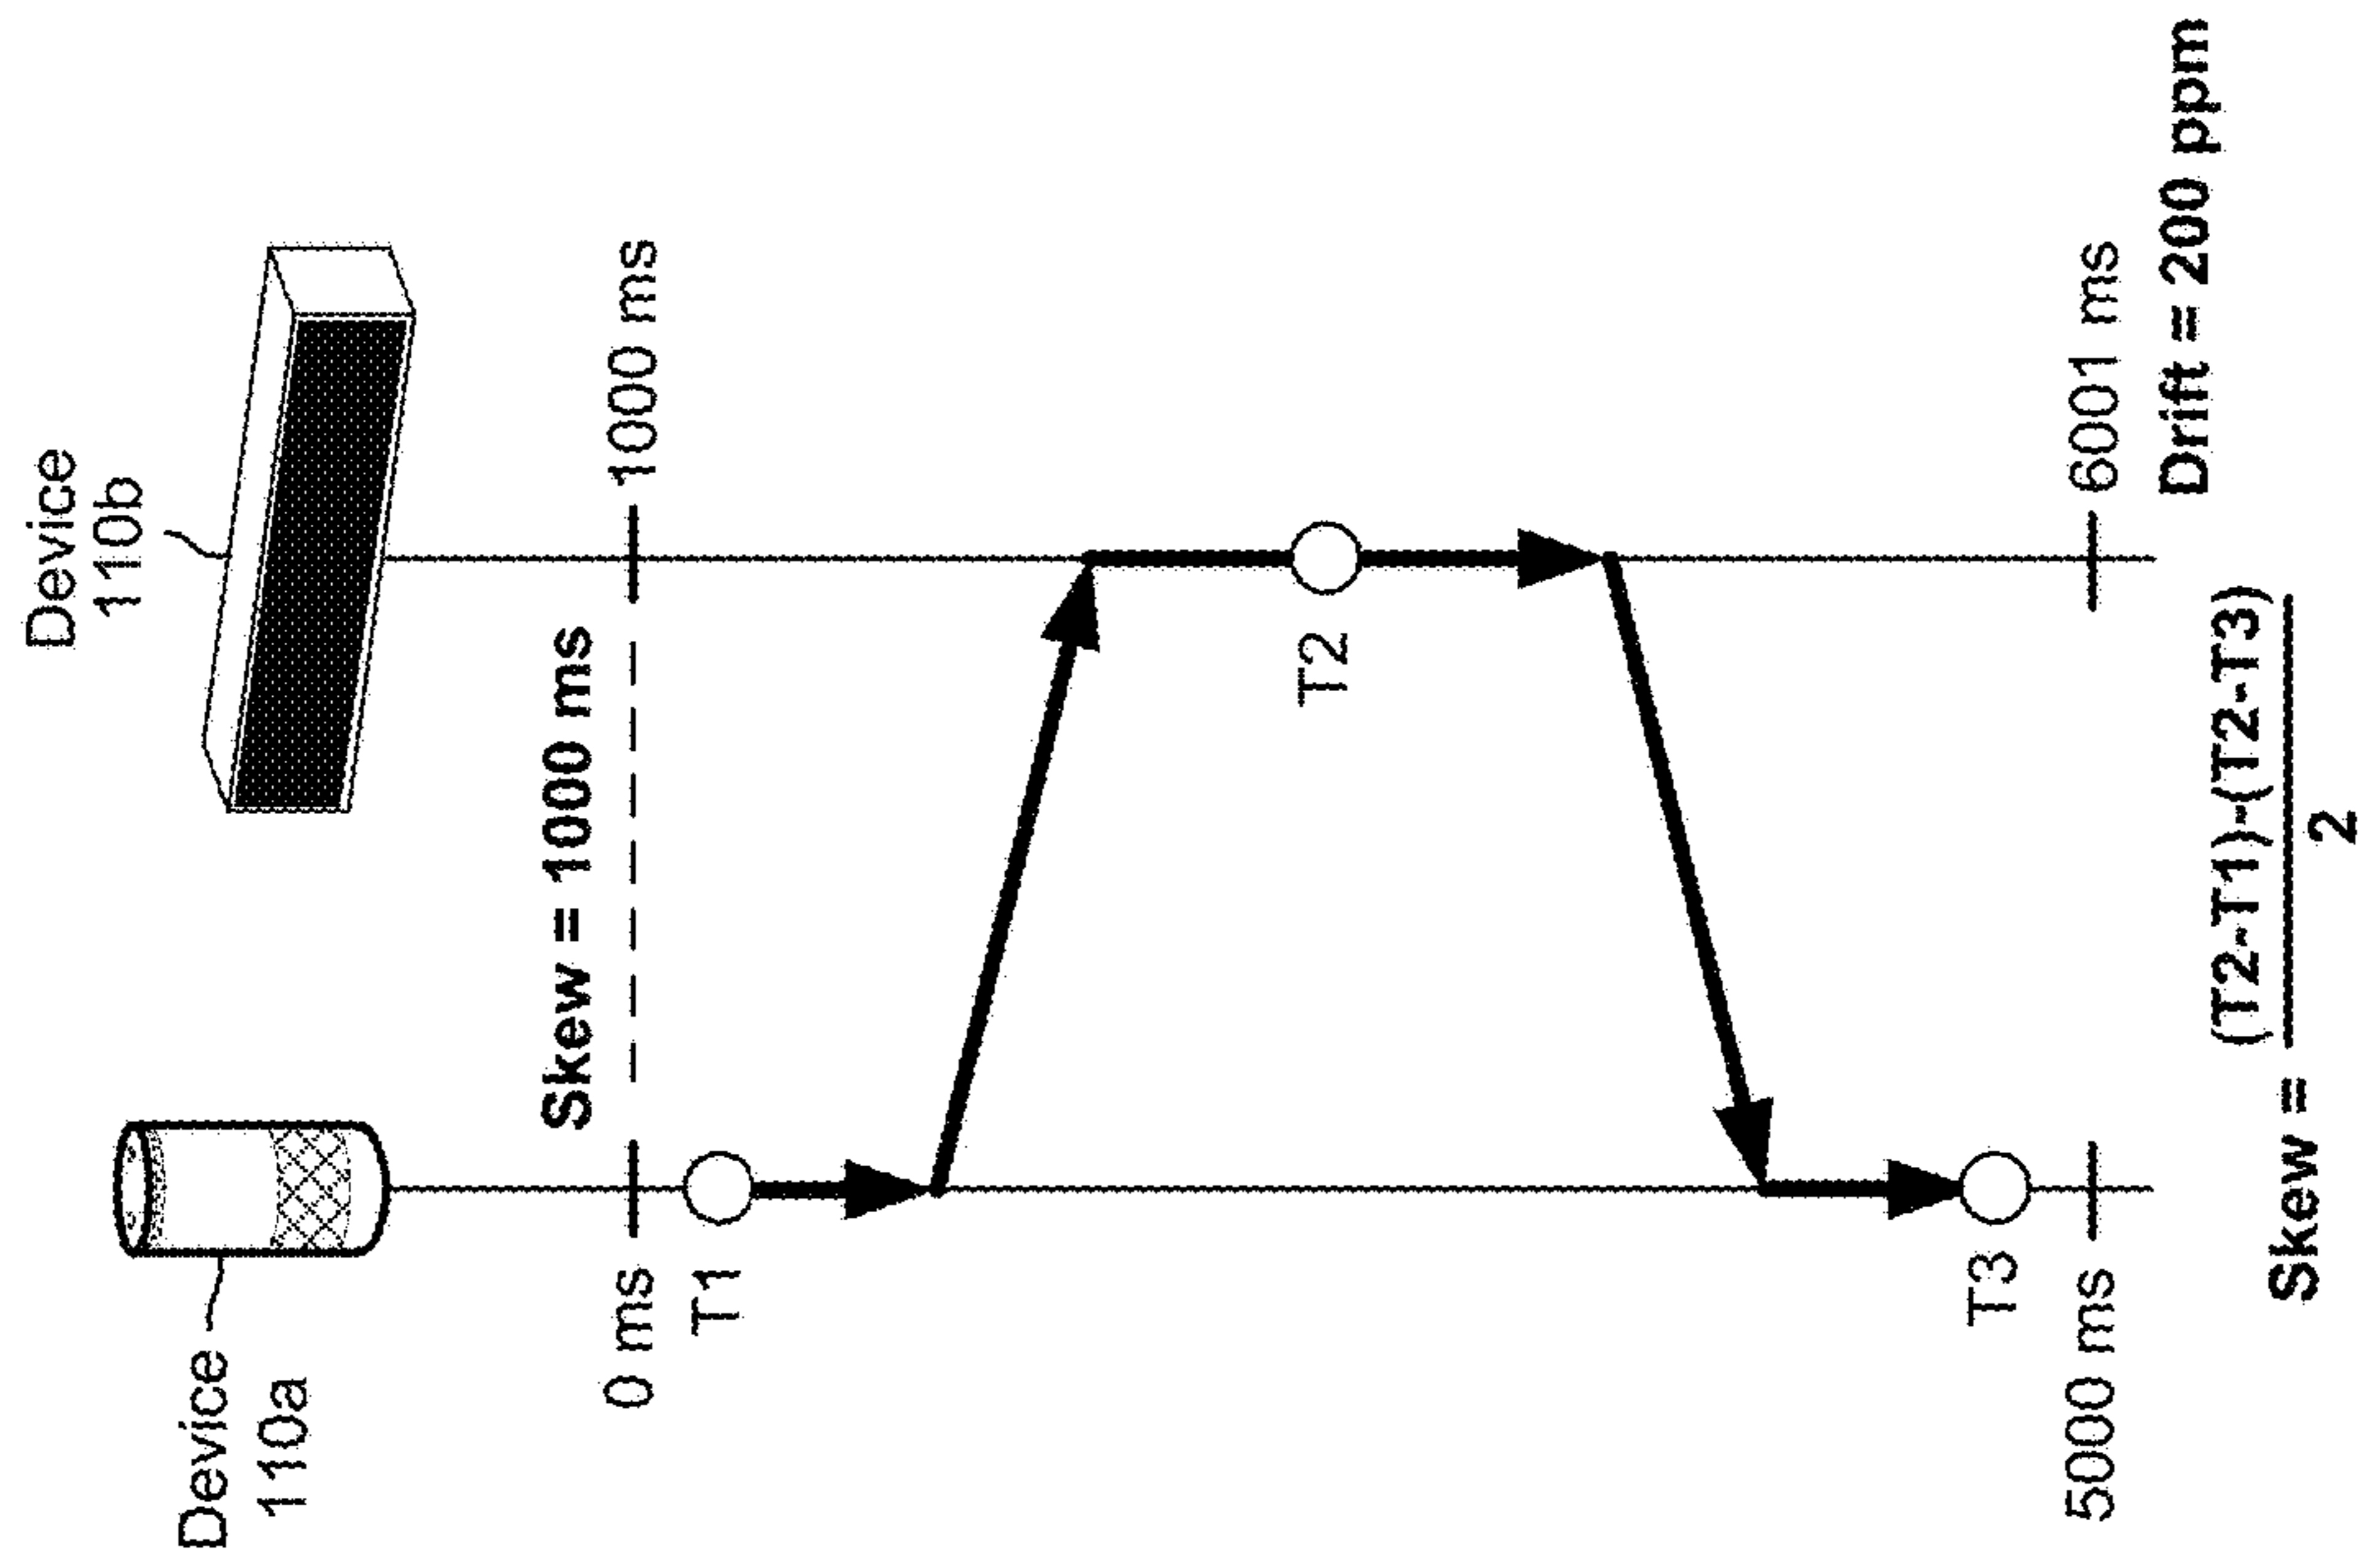 Device
110a
Device
110b
Skew = 1000 ms
0 ms
1000 ms
T1
T2
T3
5000 ms
6001 ms
Drift = 200 ppm
Skew = (T2-T1)-(T2-T3)
2